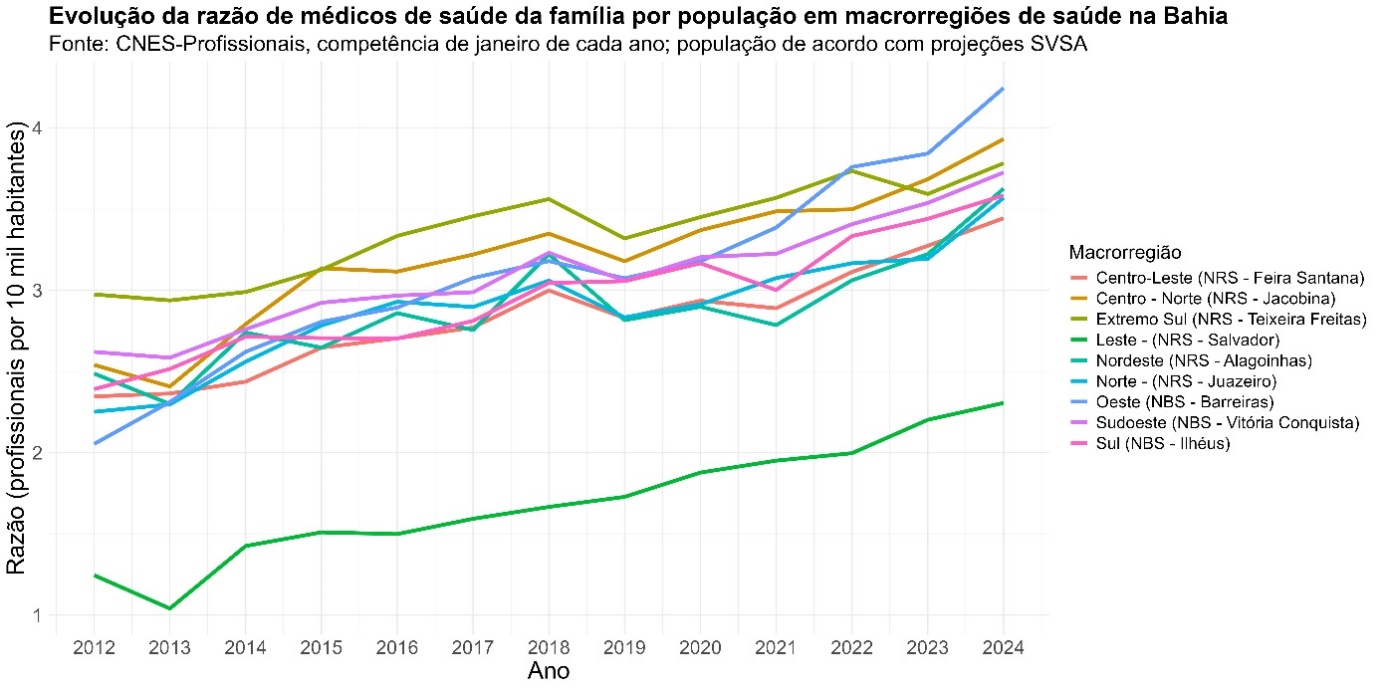 Evolução da razão de médicos de saúde da família por população em macrorregiões de saúde na Bahia
Fonte: CNES-Profissionais, competência de janeiro de cada ano; população de acordo com projeções SVSA
Razão (profissionais por 10 mil habitantes)
4
3
2
1
2012 2013 2014 2015 2016 2017 2018 2019 2020 2021 2022 2023 2024
Ano
Macrorregião
Centro-Leste (NRS - Feira Santana)
Centro - Norte (NRS - Jacobina)
Extremo Sul (NRS - Teixeira Freitas)
Leste - (NRS - Salvador)
Nordeste (NRS - Alagoinhas)
Norte - (NRS - Juazeiro)
Oeste (NBS - Barreiras)
Sudoeste (NBS - Vitória Conquista)
Sul (NBS - Ilhéus)